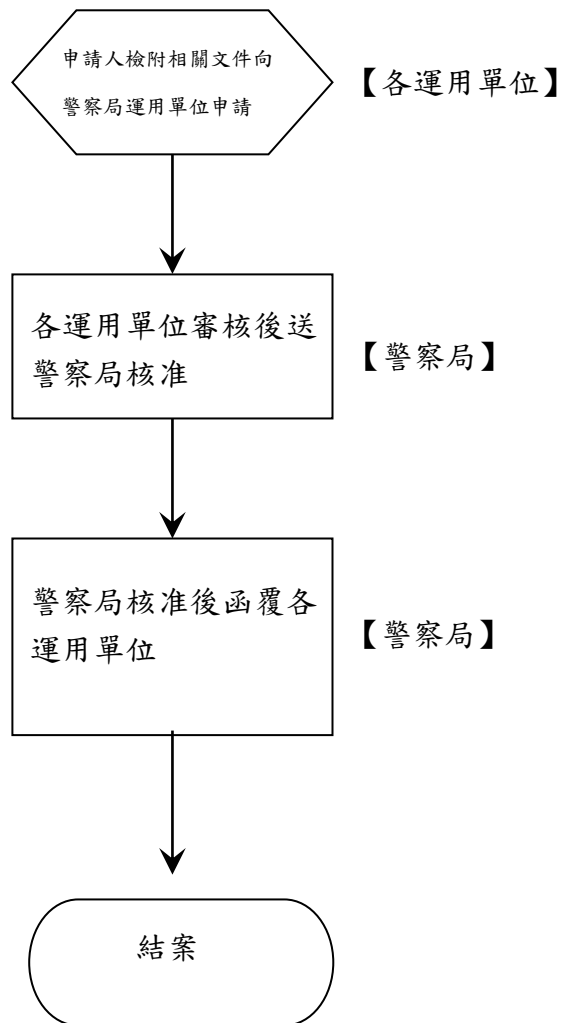 申請人檢附相關文件向
警察局運用單位申請
【各運用單位】
各運用單位審核後送
警察局核准
【警察局】
警察局核准後函覆各
運用單位
【警察局】
結案